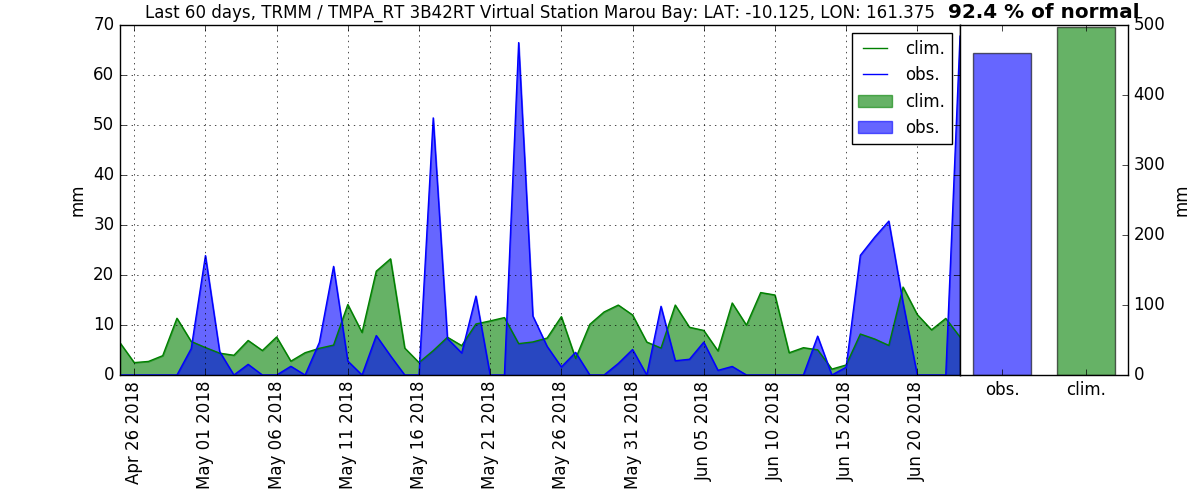 Last 60 days, TRMM / TMPA_RT 3B42RT Virtual Station Marou Bay: LAT: -10.125, LON: 161.375 92.4 % of normal
70
60
50
40
30
20
10
0
mm
clim.
obs.
clim.
obs.
500
400
300
200
100
0
mm
obs.
clim.
Apr 26 2018
May 01 2018
May 06 2018
May 11 2018
May 16 2018
May 21 2018
May 26 2018
May 31 2018
Jun 05 2018
Jun 10 2018
Jun 15 2018
Jun 20 2018